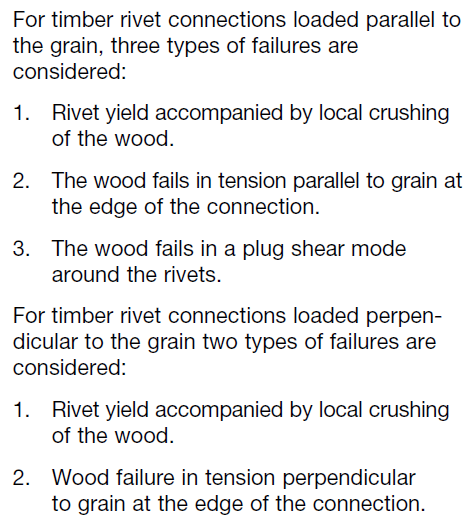 For timber rivet connections loaded parallel to
the grain, three types of failures are
considered:
1. Rivet yield accompanied by local crushing
of the wood.
2. The wood fails in tension parallel to grain at
the edge of the connection.
3. The wood fails in a plug shear mode
around the rivets.
For timber rivet connections loaded perpen-
dicular to the grain two types of failures are
considered:
1. Rivet yield accompanied by local crushing
of the wood.
2. Wood failure in tension perpendicular
to grain at the edge of the connection.